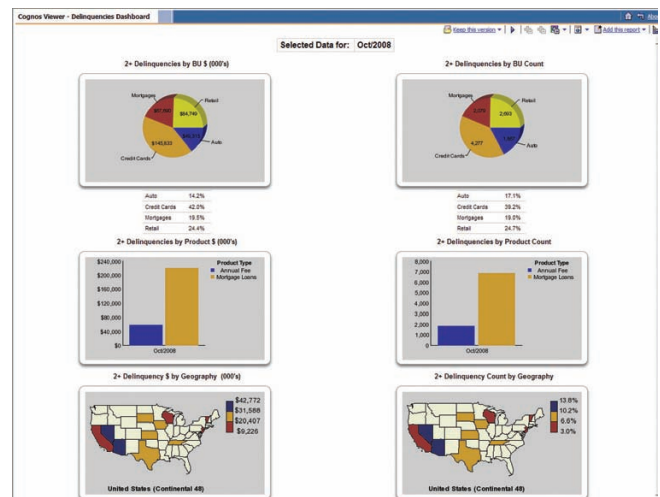 Cognos Viewer - Delinquencies Dashboard
Keep this version
Add this report
Selected Data for: Oct/2008
2+ Delinquencies by BU $ (000's)
Mortgages
Retail
$84,749
Auto
$145,633
Credit Cards
Auto 14.2%
Credit Cards 42.0%
Mortgages 19.5%
Retail 24.4%
2+ Delinquencies by BU Count
Mortgages
Retail
2,693
Auto
4,277
Credit Cards
Auto 17.1%
Credit Cards 39.2%
Mortgages 19.0%
Retail 24.7%
2+ Delinquencies by Product $ (000's)
$240,000
$200,000
$160,000
$120,000
$80,000
$40,000
$0
Oct/2008
Product Type
Annual Fee
Mortgage Loans
2+ Delinquencies by Product Count
8,000
7,000
6,000
5,000
4,000
3,000
2,000
1,000
0
Oct/2008
Product Type
Annual Fee
Mortgage Loans
2+ Delinquency $ by Geography (000's)
$42,772
$31,588
$20,407
$9,226
United States (Continental 48)
2+ Delinquency Count by Geography
13.8%
10.2%
6.6%
3.0%
United States (Continental 48)